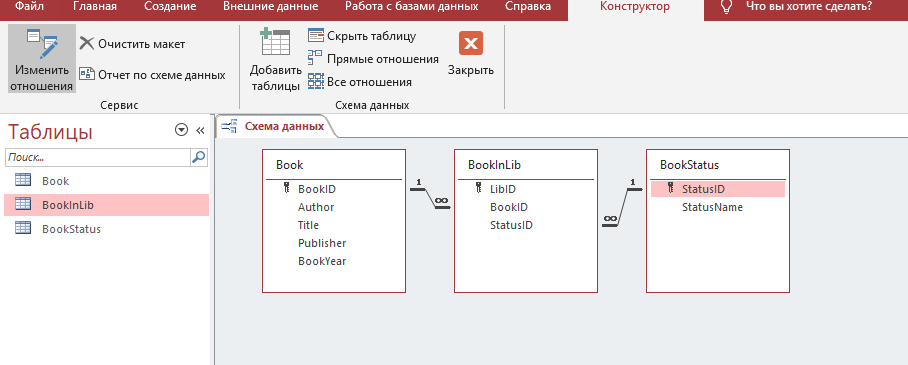 Файл Главная Создание Внешние данные Работа с базами данных Справка Конструктор Что вы хотите сделать?
Изменить отношения
Очистить макет
Отчет по схеме данных
Сервис
Добавить таблицы
Скрыть таблицу
Прямые отношения
Все отношения
Закрыть
Схема данных
Таблицы
Поиск...
Book
BookInLib
BookStatus
Схема данных
Book
BookID
Author
Title
Publisher
BookYear
1
∞
BookInLib
LibID
BookID
StatusID
∞
1
BookStatus
StatusID
StatusName